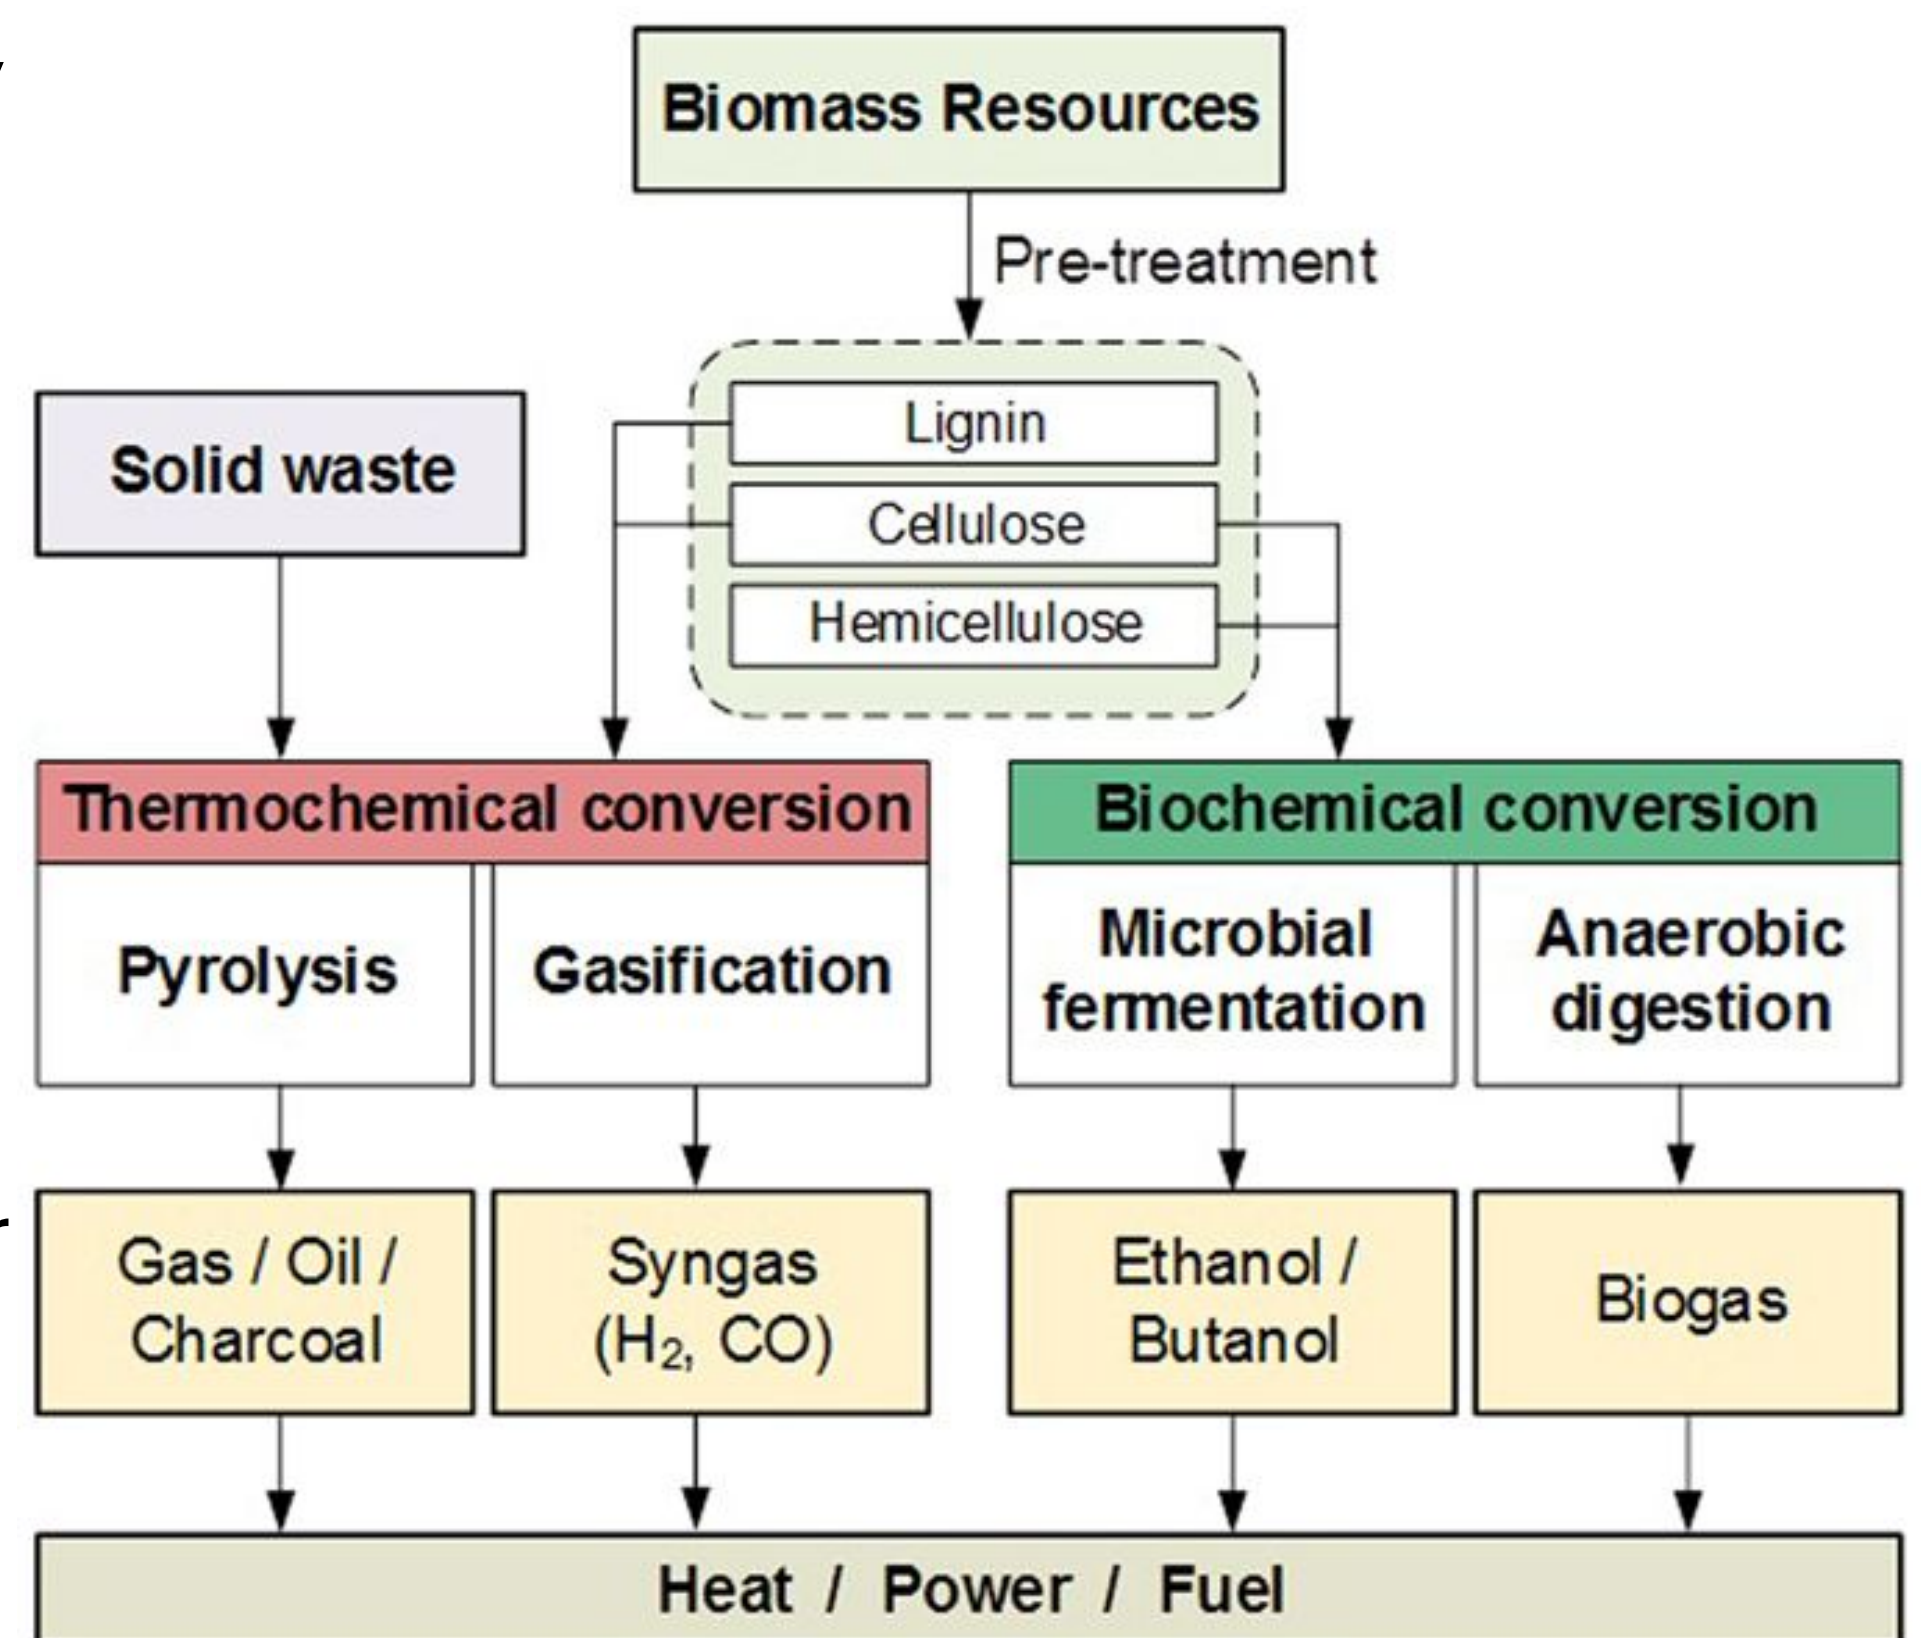 Biomass Resources
Pre-treatment
Lignin
Solid waste
Cellulose
Hemicellulose
Thermochemical conversion
Biochemical conversion
Pyrolysis
Gasification
Microbial
fermentation
Anaerobic
digestion
Gas / Oil /
Charcoal
Syngas
(H₂, CO)
Ethanol /
Butanol
Biogas
Heat / Power / Fuel